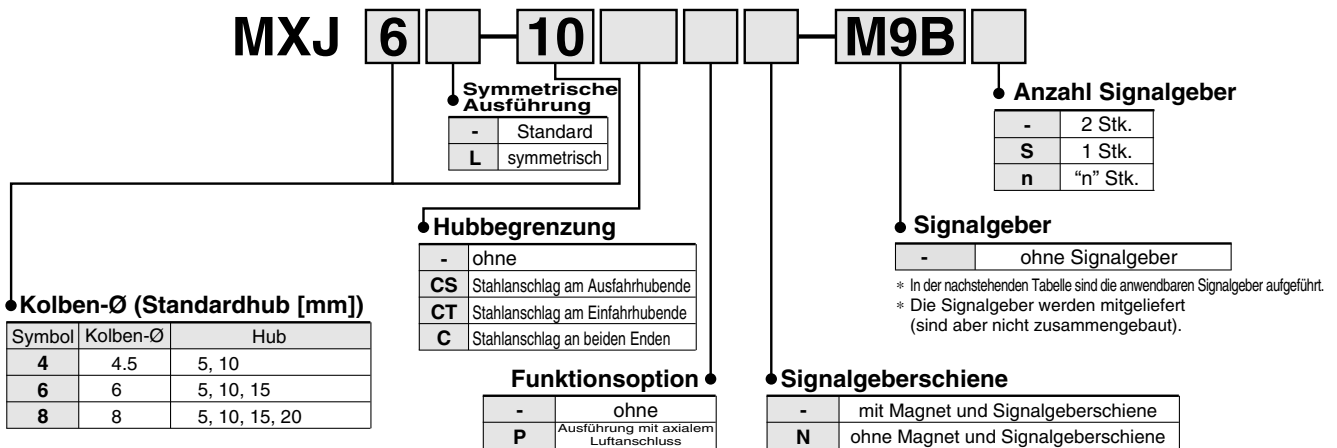 MXJ 6 - 10 - M9B
Symmetrische
Ausführung
- Standard
L symmetrisch
Anzahl Signalgeber
- 2 Stk.
S 1 Stk.
n “n” Stk.
Hubbegrenzung
- ohne
CS Stahlanschlag am Ausfahrhubende
CT Stahlanschlag am Einfahrhubende
C Stahlanschlag an beiden Enden
Signalgeber
- ohne Signalgeber
* In der nachstehenden Tabelle sind die anwendbaren Signalgeber aufgeführt.
* Die Signalgeber werden mitgeliefert
(sind aber nicht zusammengebaut).
Kolben-Ø (Standardhub [mm])
Symbol Kolben-Ø Hub
4 4.5 5, 10
6 6 5, 10, 15
8 8 5, 10, 15, 20
Funktionsoption
- ohne
P Ausführung mit axialem
Luftanschluss
Signalgeberschiene
- mit Magnet und Signalgeberschiene
N ohne Magnet und Signalgeberschiene